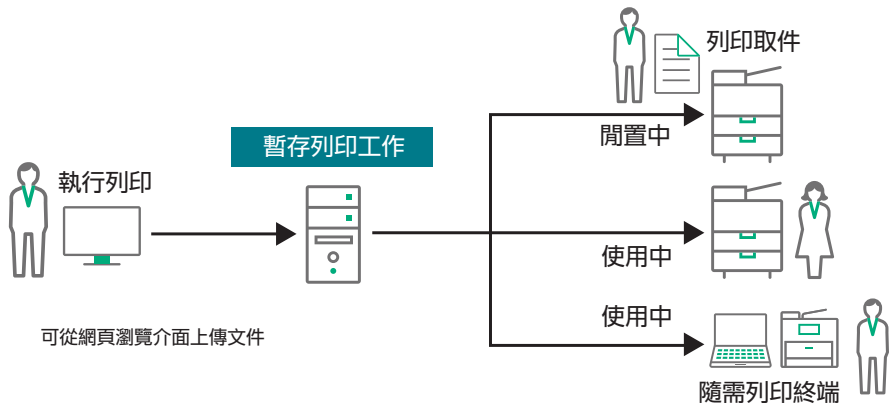 列印取件
閒置中
暫存列印工作
執行列印
使用中
使用中
可從網頁瀏覽介面上傳文件
隨需列印終端